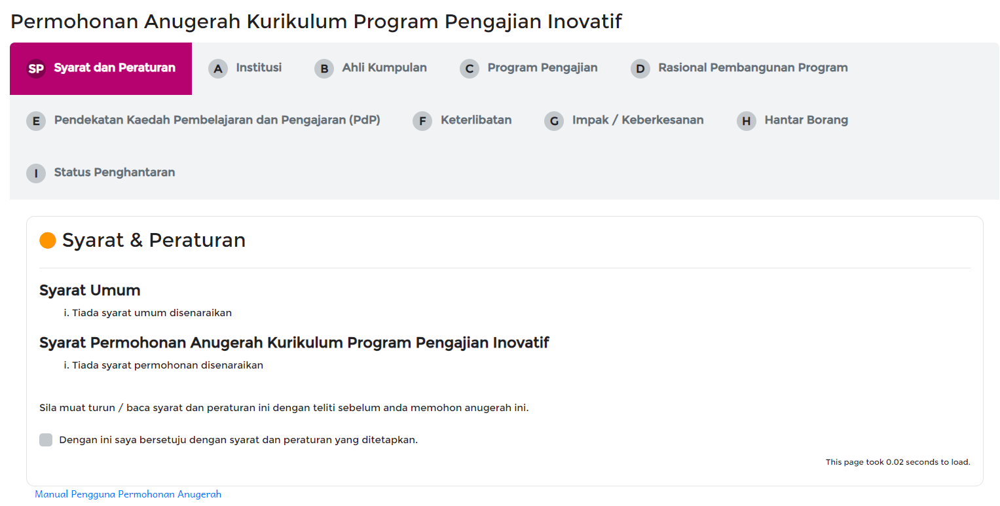 Permohonan Anugerah Kurikulum Program Pengajian Inovatif
SP Syarat dan Peraturan A Institusi B Ahli Kumpulan C Program Pengajian D Rasional Pembangunan Program
E Pendekatan Kaedah Pembelajaran dan Pengajaran (PdP) F Keterlibatan G Impak / Keberkesanan H Hantar Borang
I Status Penghantaran
Syarat & Peraturan
Syarat Umum
i. Tiada syarat umum disenaraikan
Syarat Permohonan Anugerah Kurikulum Program Pengajian Inovatif
i. Tiada syarat permohonan disenaraikan
Sila muat turun / baca syarat dan peraturan ini dengan teliti sebelum anda memohon anugerah ini.
Dengan ini saya bersetuju dengan syarat dan peraturan yang ditetapkan.
This page took 0.02 seconds to load.
Manual Pengguna Permohonan Anugerah